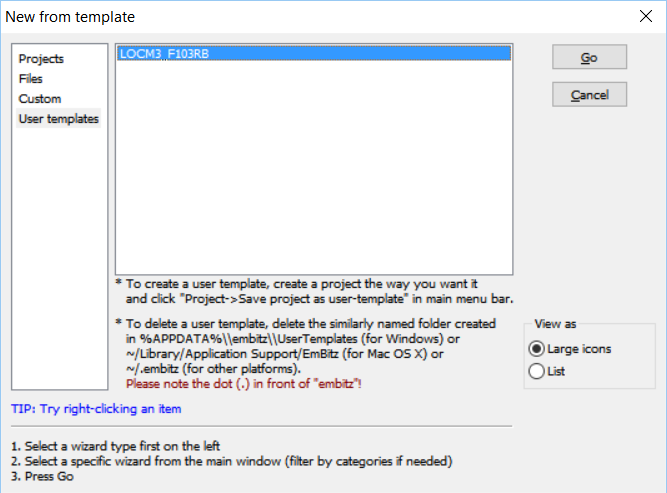 New from template
Projects
Files
Custom
User templates
LOCM3_F103RB
Go
Cancel
* To create a user template, create a project the way you want it
and click "Project->Save project as user-template" in main menu bar.
* To delete a user template, delete the similarly named folder created
in %APPDATA%\\embitz\\UserTemplates (for Windows) or
~/Library/Application Support/EmBitz (for Mac OS X) or
~/.embitz (for other platforms).
Please note the dot (.) in front of "embitz"!
View as
Large icons
List
TIP: Try right-clicking an item
1. Select a wizard type first on the left
2. Select a specific wizard from the main window (filter by categories if needed)
3. Press Go